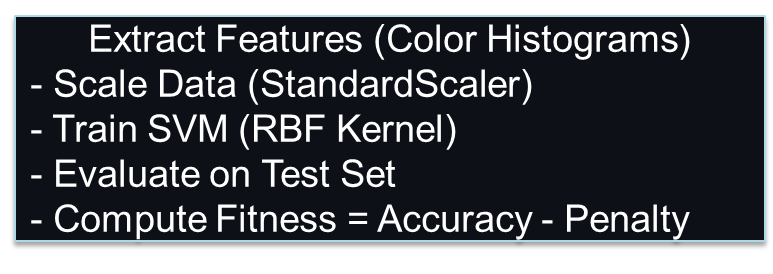 Extract Features (Color Histograms)
- Scale Data (StandardScaler)
- Train SVM (RBF Kernel)
- Evaluate on Test Set
- Compute Fitness = Accuracy - Penalty